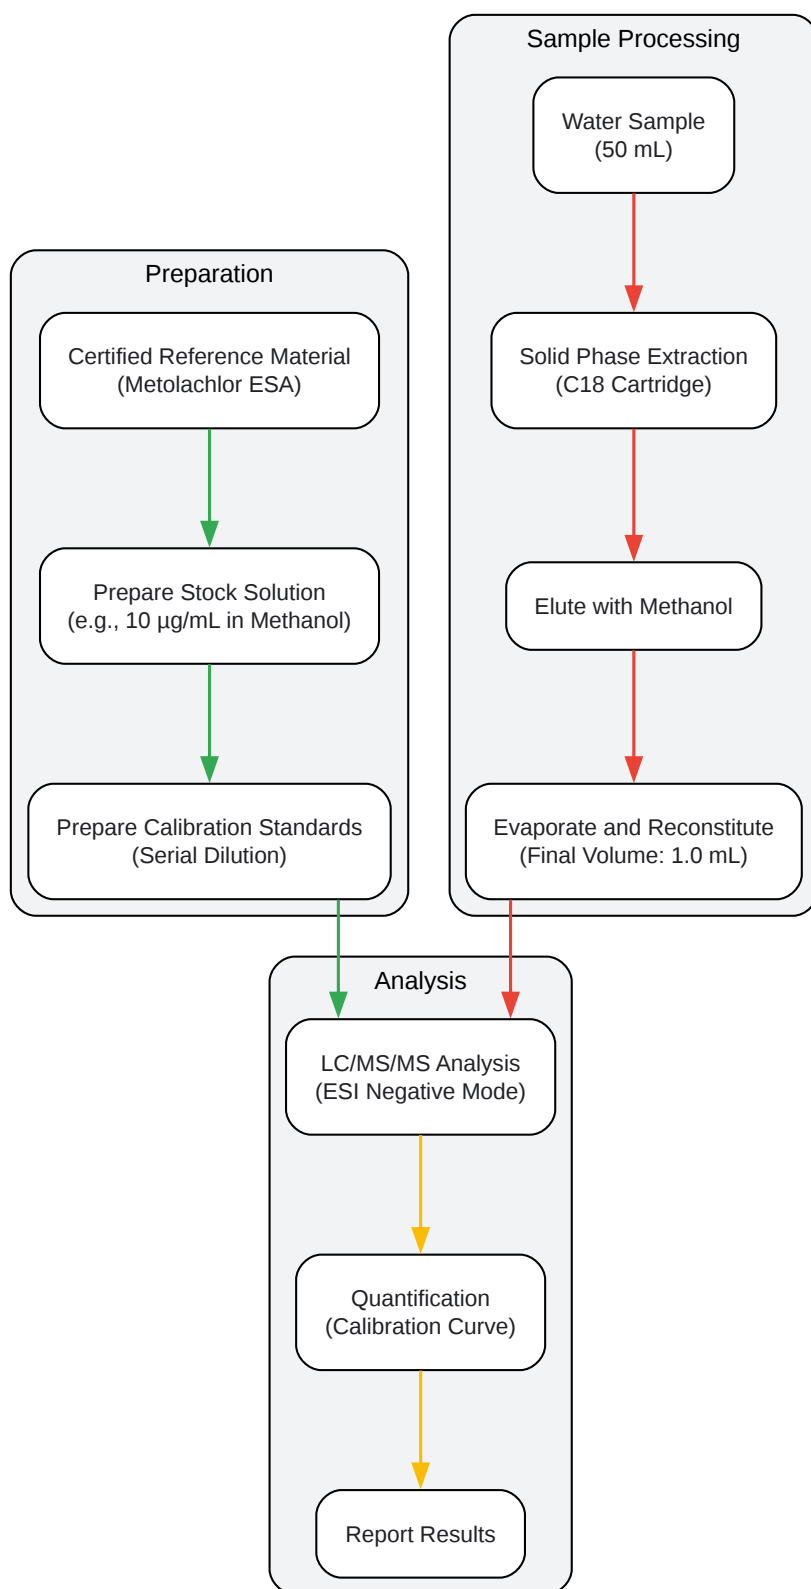 Sample Processing
Water Sample
(50 mL)
Solid Phase Extraction
(C18 Cartridge)
Elute with Methanol
Evaporate and Reconstitute
(Final Volume: 1.0 mL)
Preparation
Certified Reference Material
(Metolachlor ESA)
Prepare Stock Solution
(e.g., 10 µg/mL in Methanol)
Prepare Calibration Standards
(Serial Dilution)
Analysis
LC/MS/MS Analysis
(ESI Negative Mode)
Quantification
(Calibration Curve)
Report Results